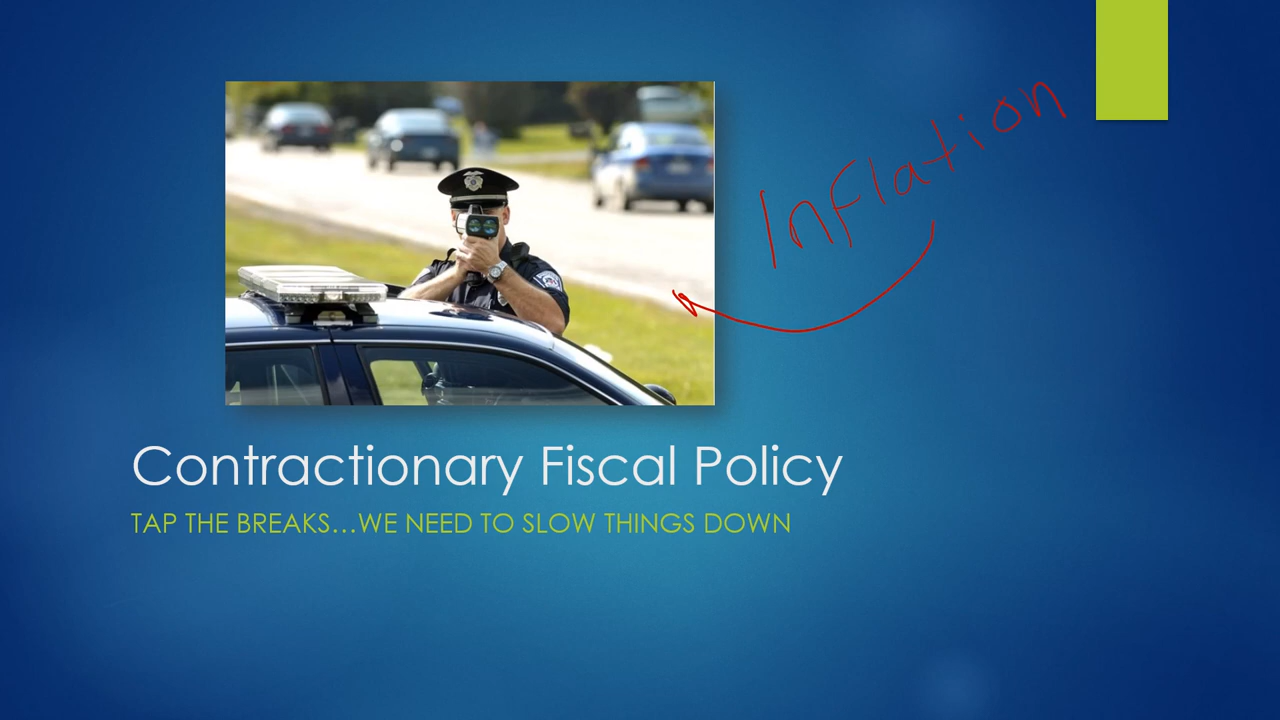 Inflation
Contractionary Fiscal Policy
TAP THE BREAKS...WE NEED TO SLOW THINGS DOWN